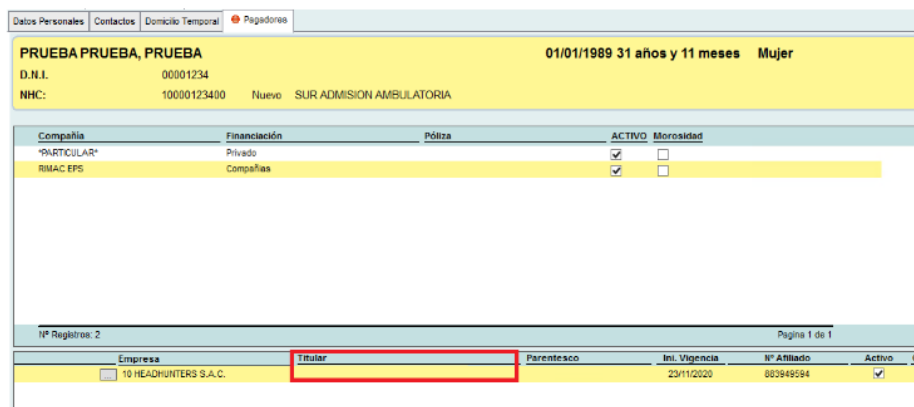 Datos Personales Contactos Domicilio Temporal Pagadores
PRUEBA PRUEBA, PRUEBA 01/01/1989 31 años y 11 meses Mujer
D.N.I. 00001234
NHC: 10000123400 Nuevo SUR ADMISION AMBULATORIA
Compañia Financiación Póliza ACTIVO Morosidad
*PARTICULAR* Privado
RIMAC EPS Compañias
Nº Registros: 2 Pagina 1 de 1
Empresa Titular Parentesco Ini. Vigencia Nº Afiliado Activo
... 10 HEADHUNTERS S.A.C. 23/11/2020 883949594